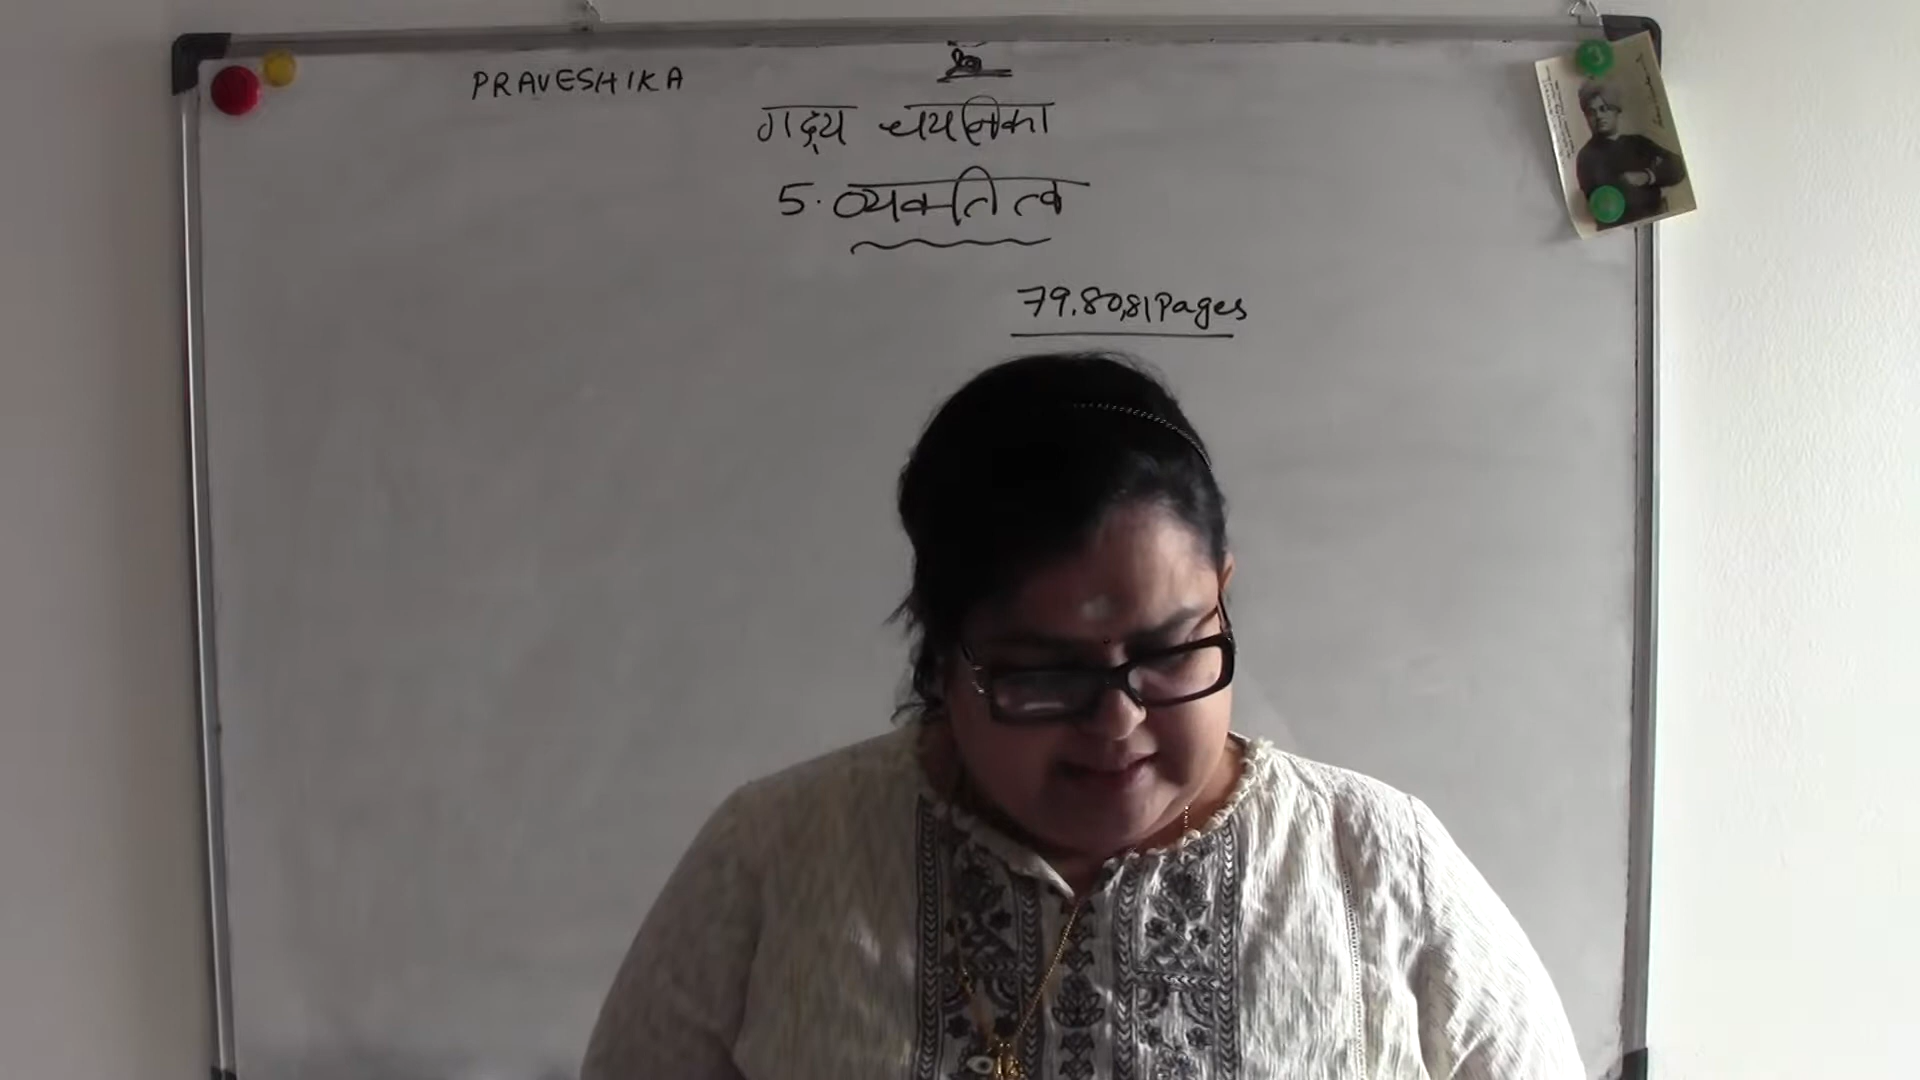 PRAVESHIKA
गद्य चयनिका
5. व्यक्तित्व
79.80,81 Pages